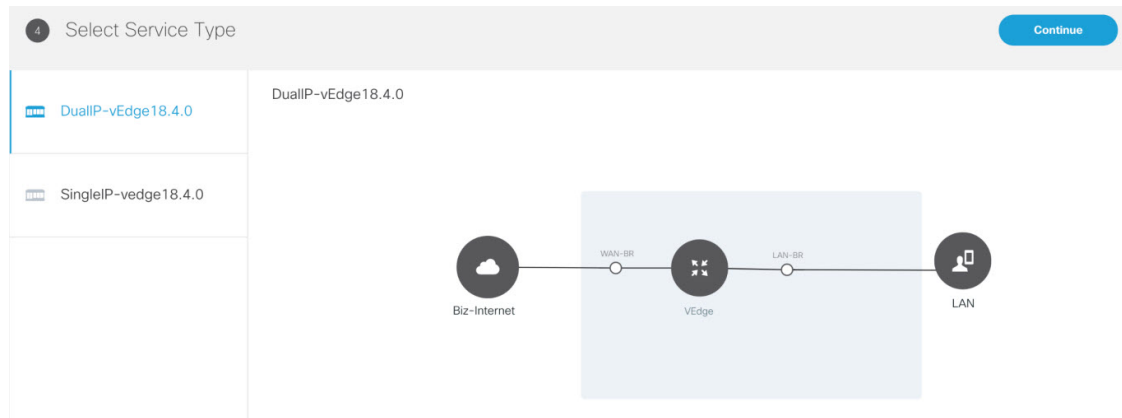 4 Select Service Type
Continue
DualIP-vEdge18.4.0
SingleIP-vedge18.4.0
DualIP-vEdge18.4.0
WAN-BR
LAN-BR
Biz-Internet
VEdge
LAN